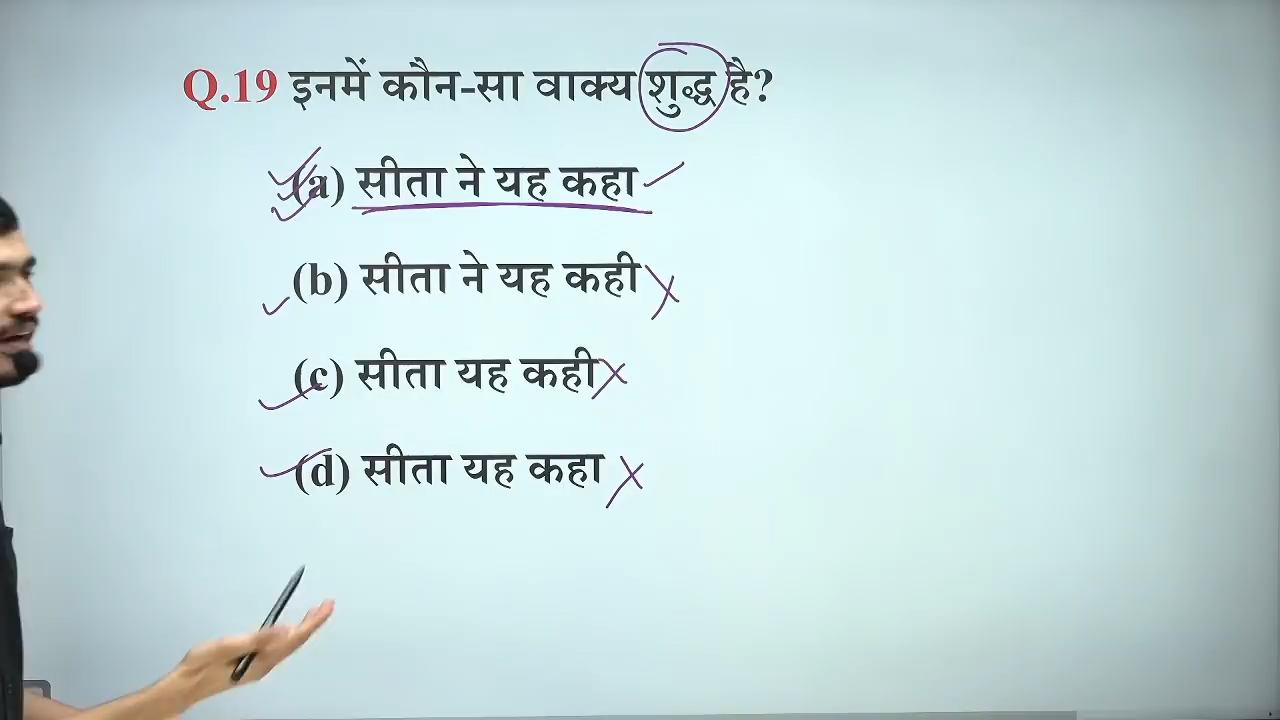 Q.19 इनमें कौन-सा वाक्य शुद्ध है?
(a) सीता ने यह कहा
(b) सीता ने यह कही
(c) सीता यह कही
(d) सीता यह कहा